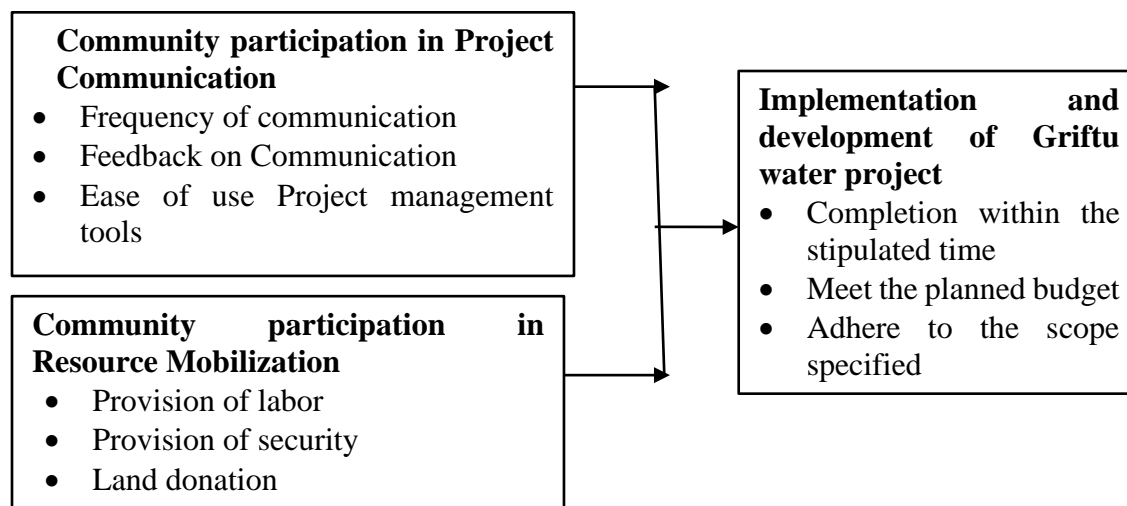 Community participation in Project
Communication
• Frequency of communication
• Feedback on Communication
• Ease of use Project management
tools
Community participation in
Resource Mobilization
• Provision of labor
• Provision of security
• Land donation
Implementation and
development of Griftu
water project
• Completion within the
stipulated time
• Meet the planned budget
• Adhere to the scope
specified